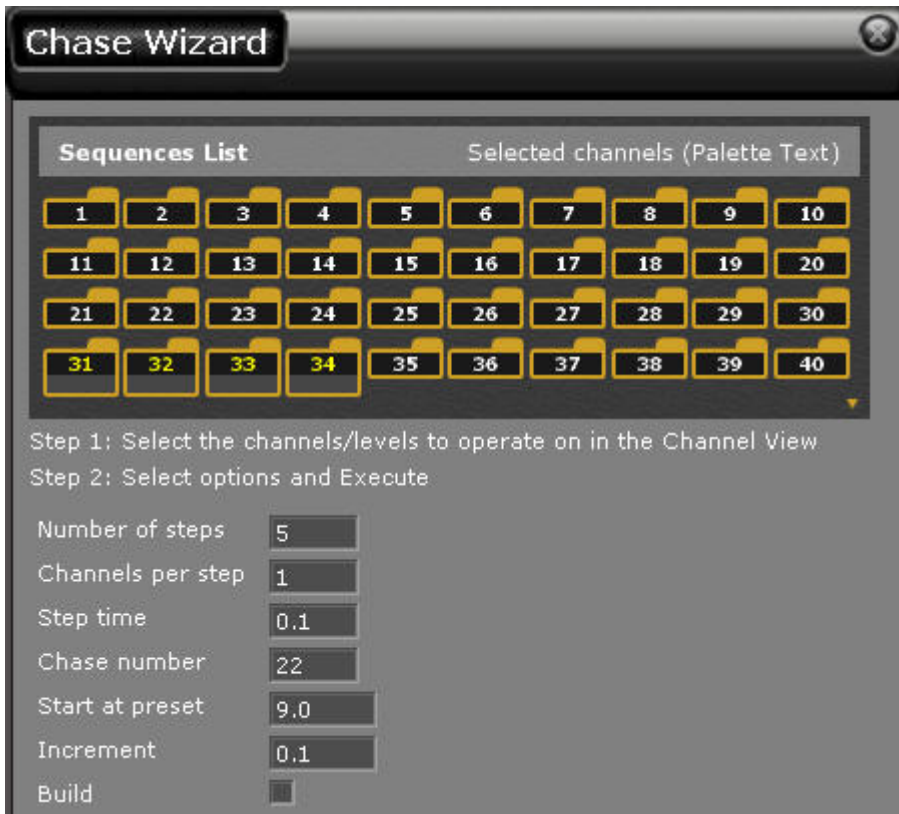 Chase Wizard
Sequences List Selected channels (Palette Text)
1 2 3 4 5 6 7 8 9 10
11 12 13 14 15 16 17 18 19 20
21 22 23 24 25 26 27 28 29 30
31 32 33 34 35 36 37 38 39 40
Step 1: Select the channels/levels to operate on in the Channel View
Step 2: Select options and Execute
Number of steps 5
Channels per step 1
Step time 0.1
Chase number 22
Start at preset 9.0
Increment 0.1
Build